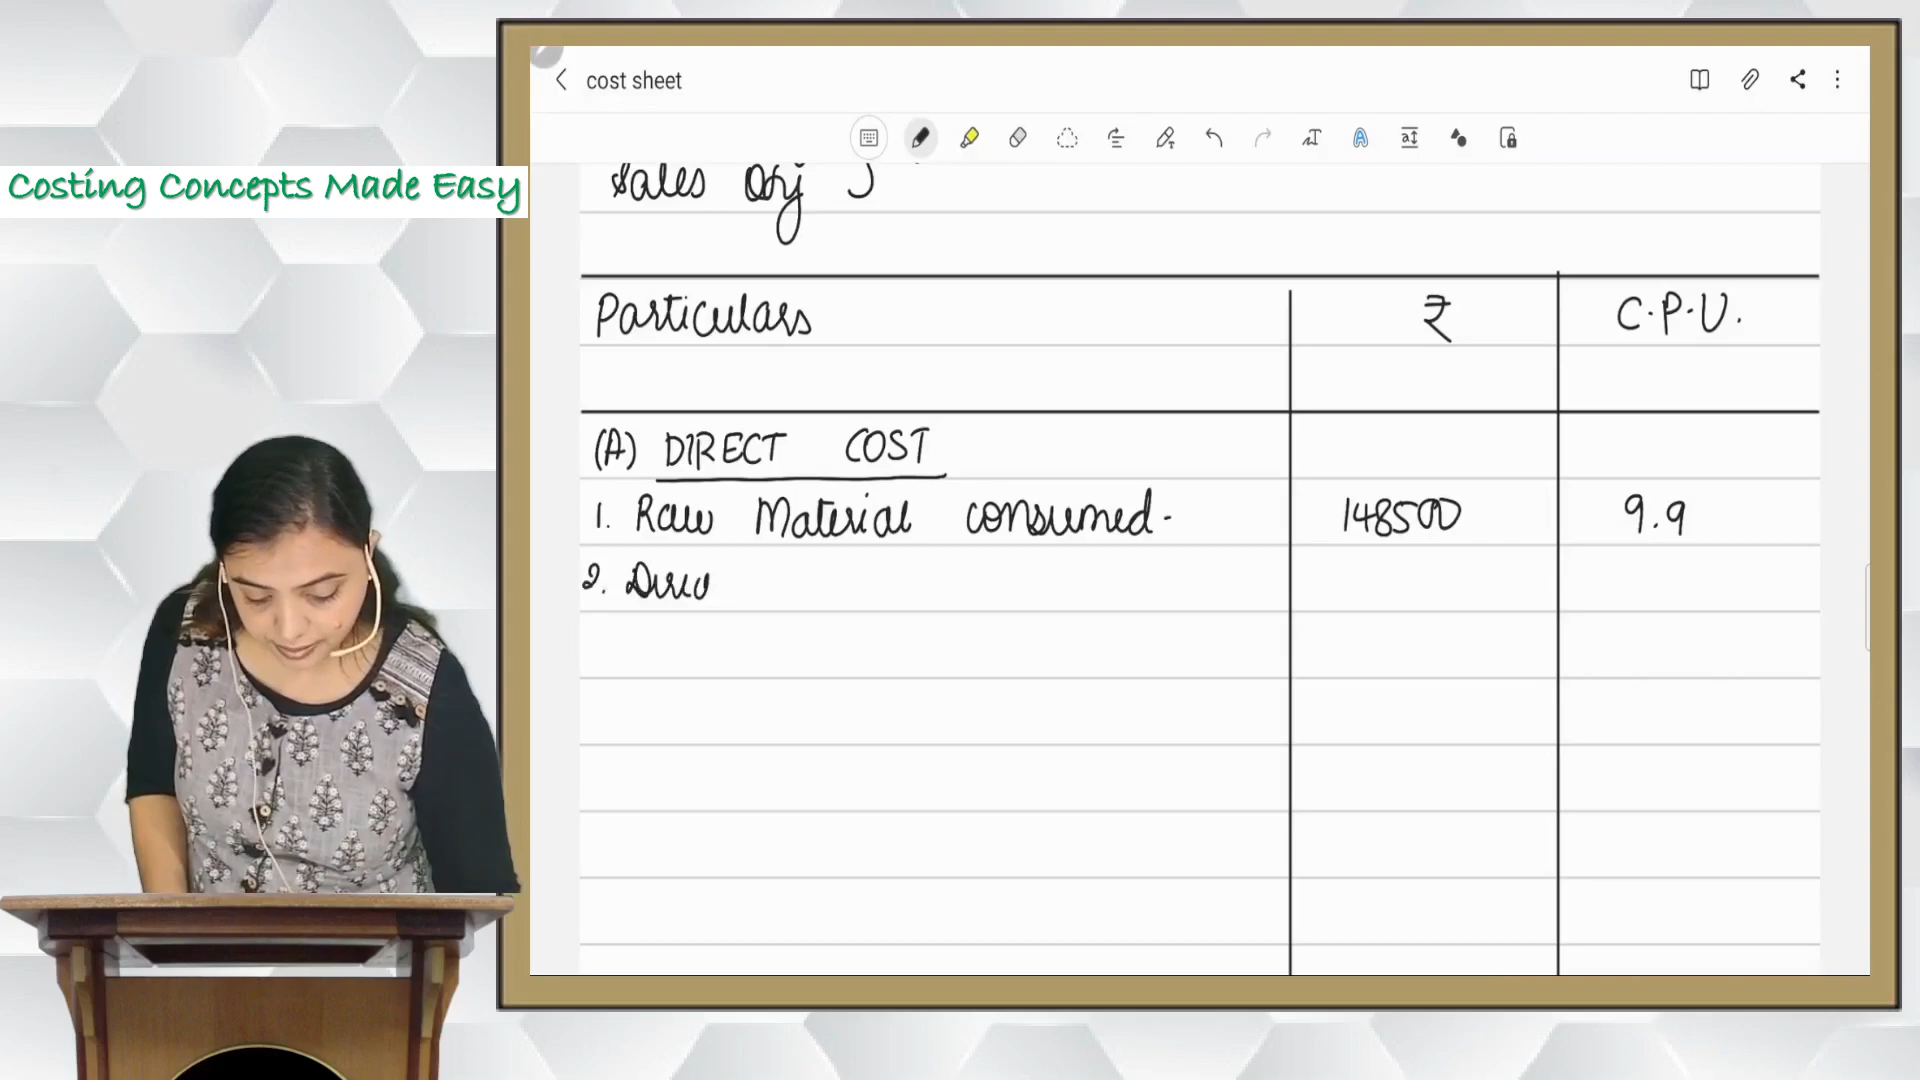 Costing Concepts Made Easy
cost sheet
Sales Qty
Particulars ₹ C.P.U.
(A) DIRECT COST
1. Raw Material consumed. 148500 9.9
2. Direc